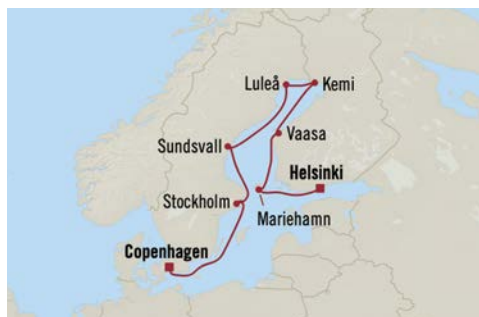 Luleå
Kemi
Vaasa
Sundsvall
Helsinki
Stockholm
Mariehamn
Copenhagen